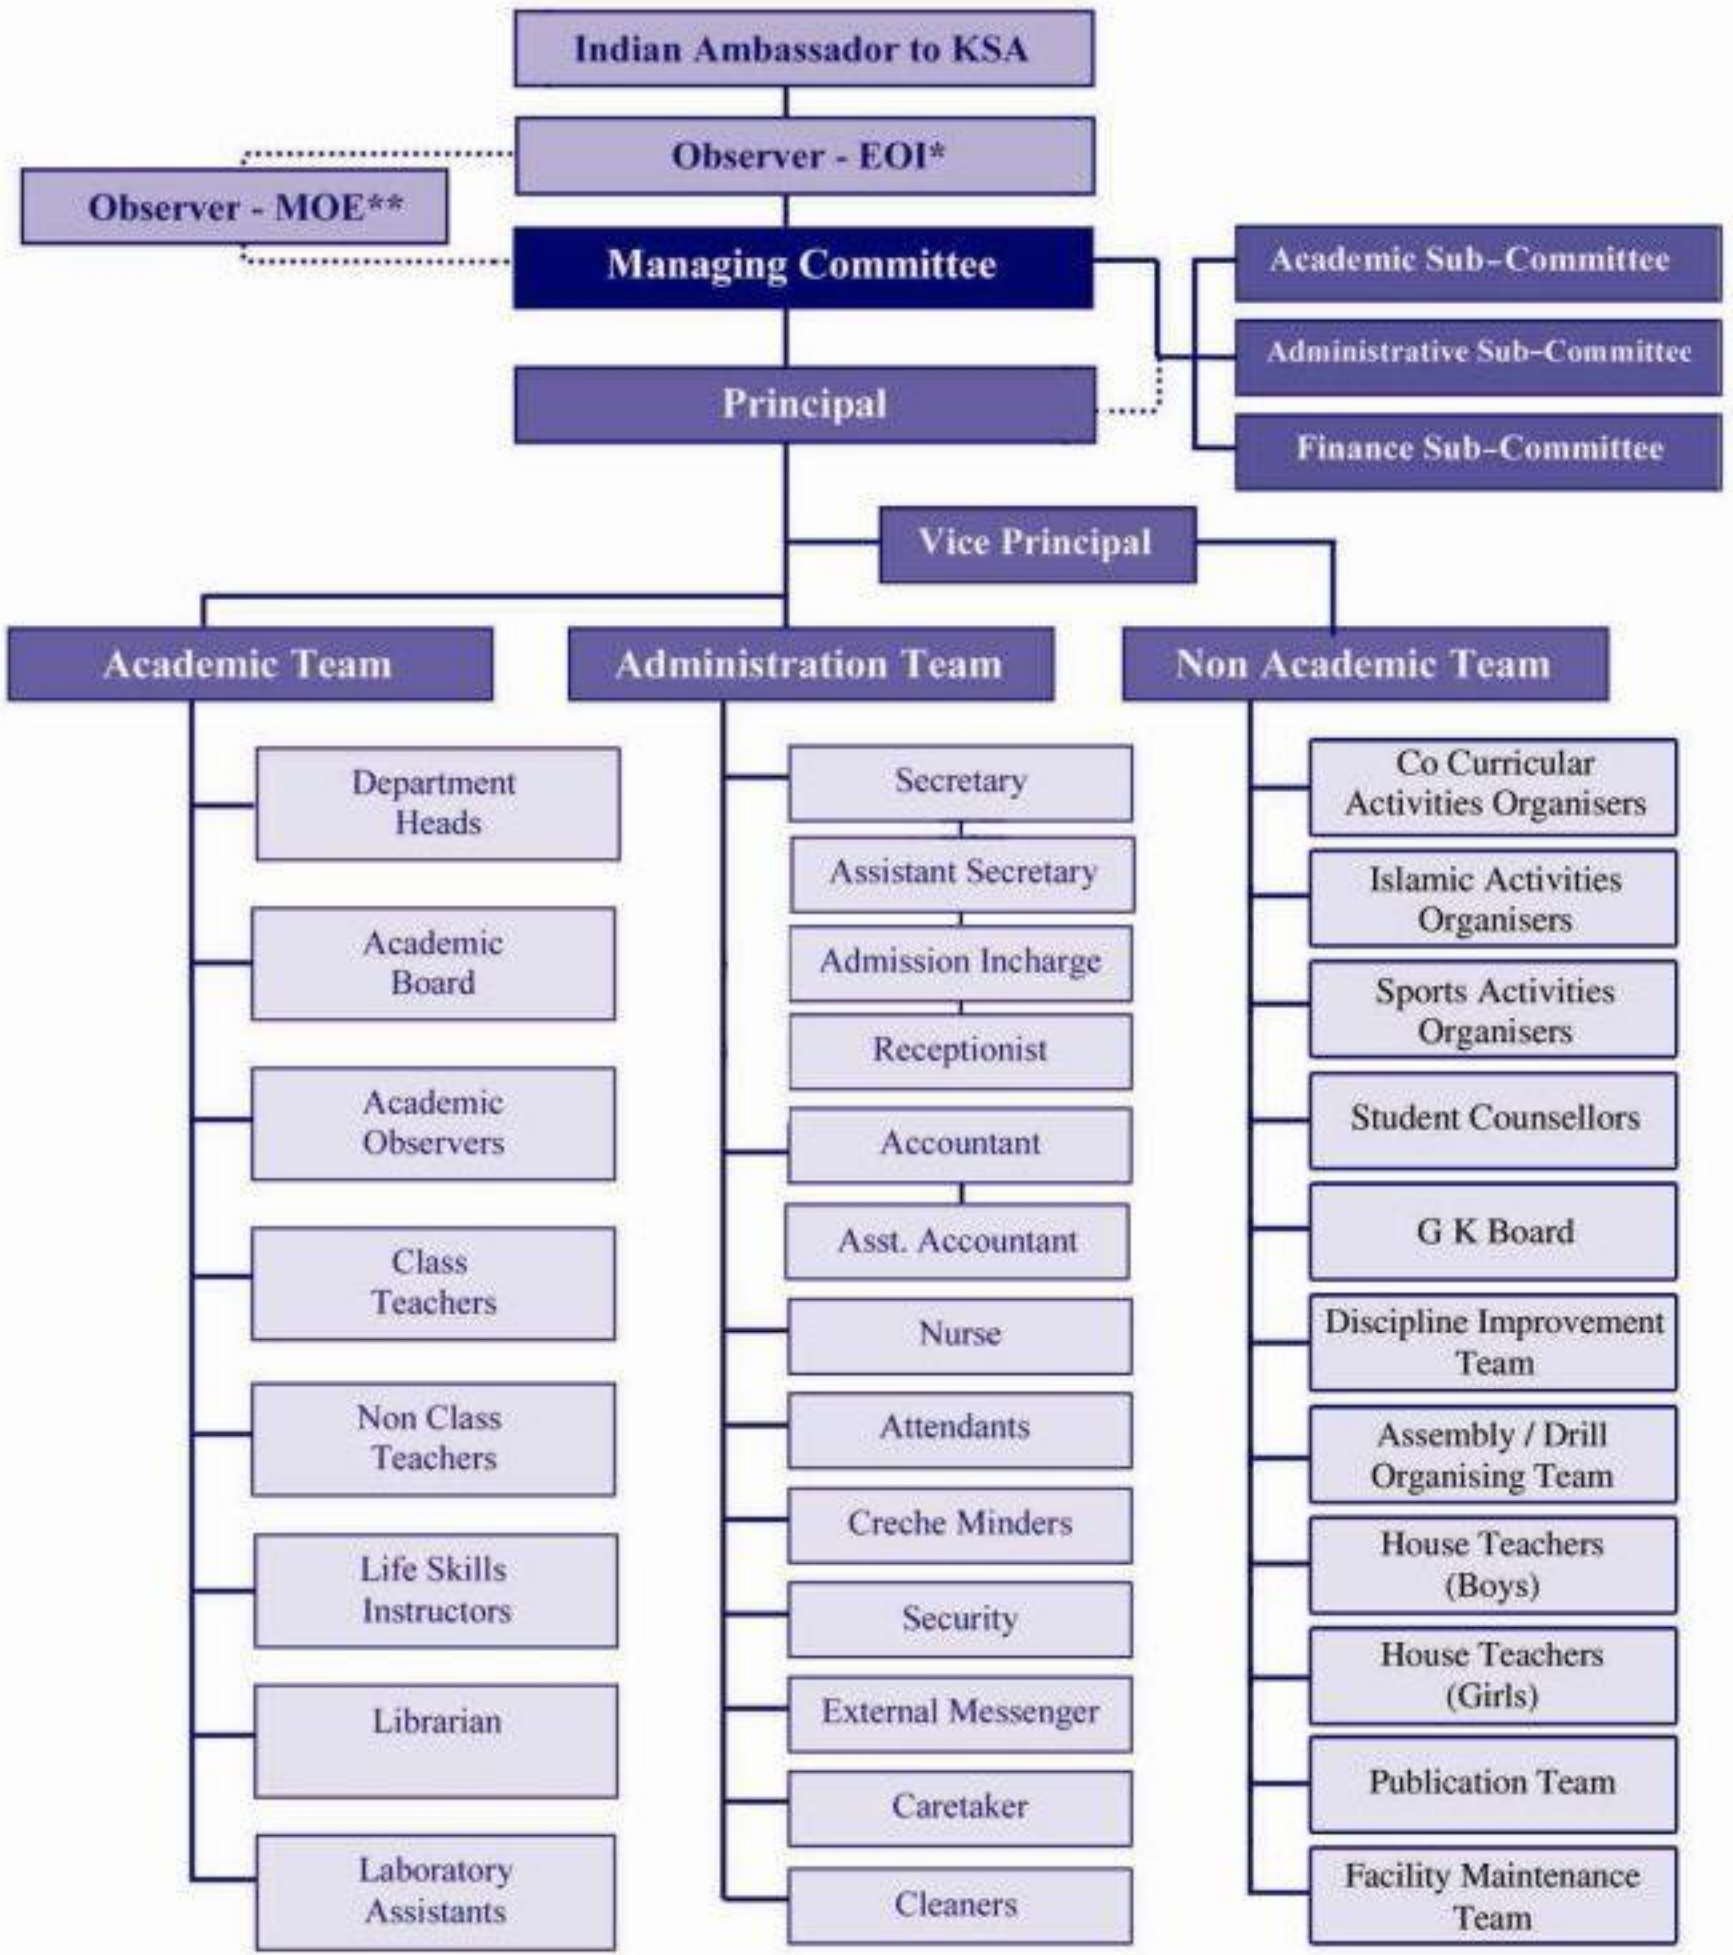 Indian Ambassador to KSA
Observer - EOI*
Observer - MOE**
Managing Committee
Academic Sub-Committee
Administrative Sub-Committee
Principal
Finance Sub-Committee
Vice Principal
Academic Team
Administration Team
Non Academic Team
Department
Heads
Academic
Board
Academic
Observers
Class
Teachers
Non Class
Teachers
Life Skills
Instructors
Librarian
Laboratory
Assistants
Secretary
Assistant Secretary
Admission Incharge
Receptionist
Accountant
Asst. Accountant
Nurse
Attendants
Creche Minders
Security
External Messenger
Caretaker
Cleaners
Co Curricular
Activities Organisers
Islamic Activities
Organisers
Sports Activities
Organisers
Student Counsellors
G K Board
Discipline Improvement
Team
Assembly / Drill
Organising Team
House Teachers
(Boys)
House Teachers
(Girls)
Publication Team
Facility Maintenance
Team